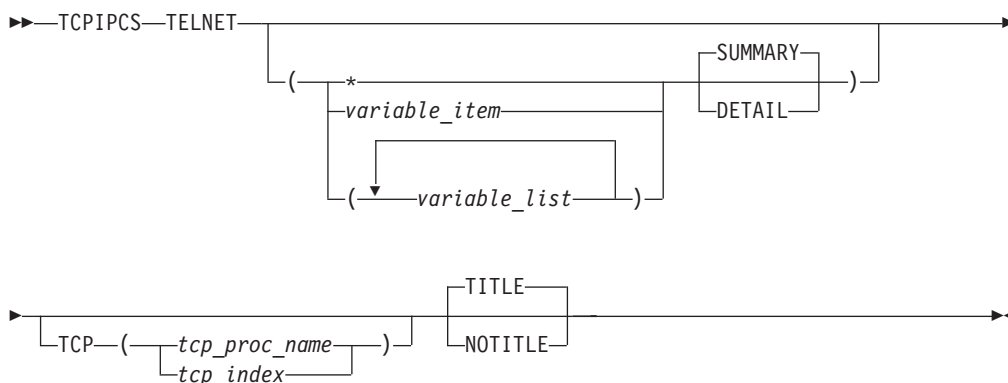 TCPIPCS TELNET
SUMMARY
( * )
variable_item DETAIL
( variable_list )
TITLE
TCP ( tcp_proc_name ) NOTITLE
tcp_index